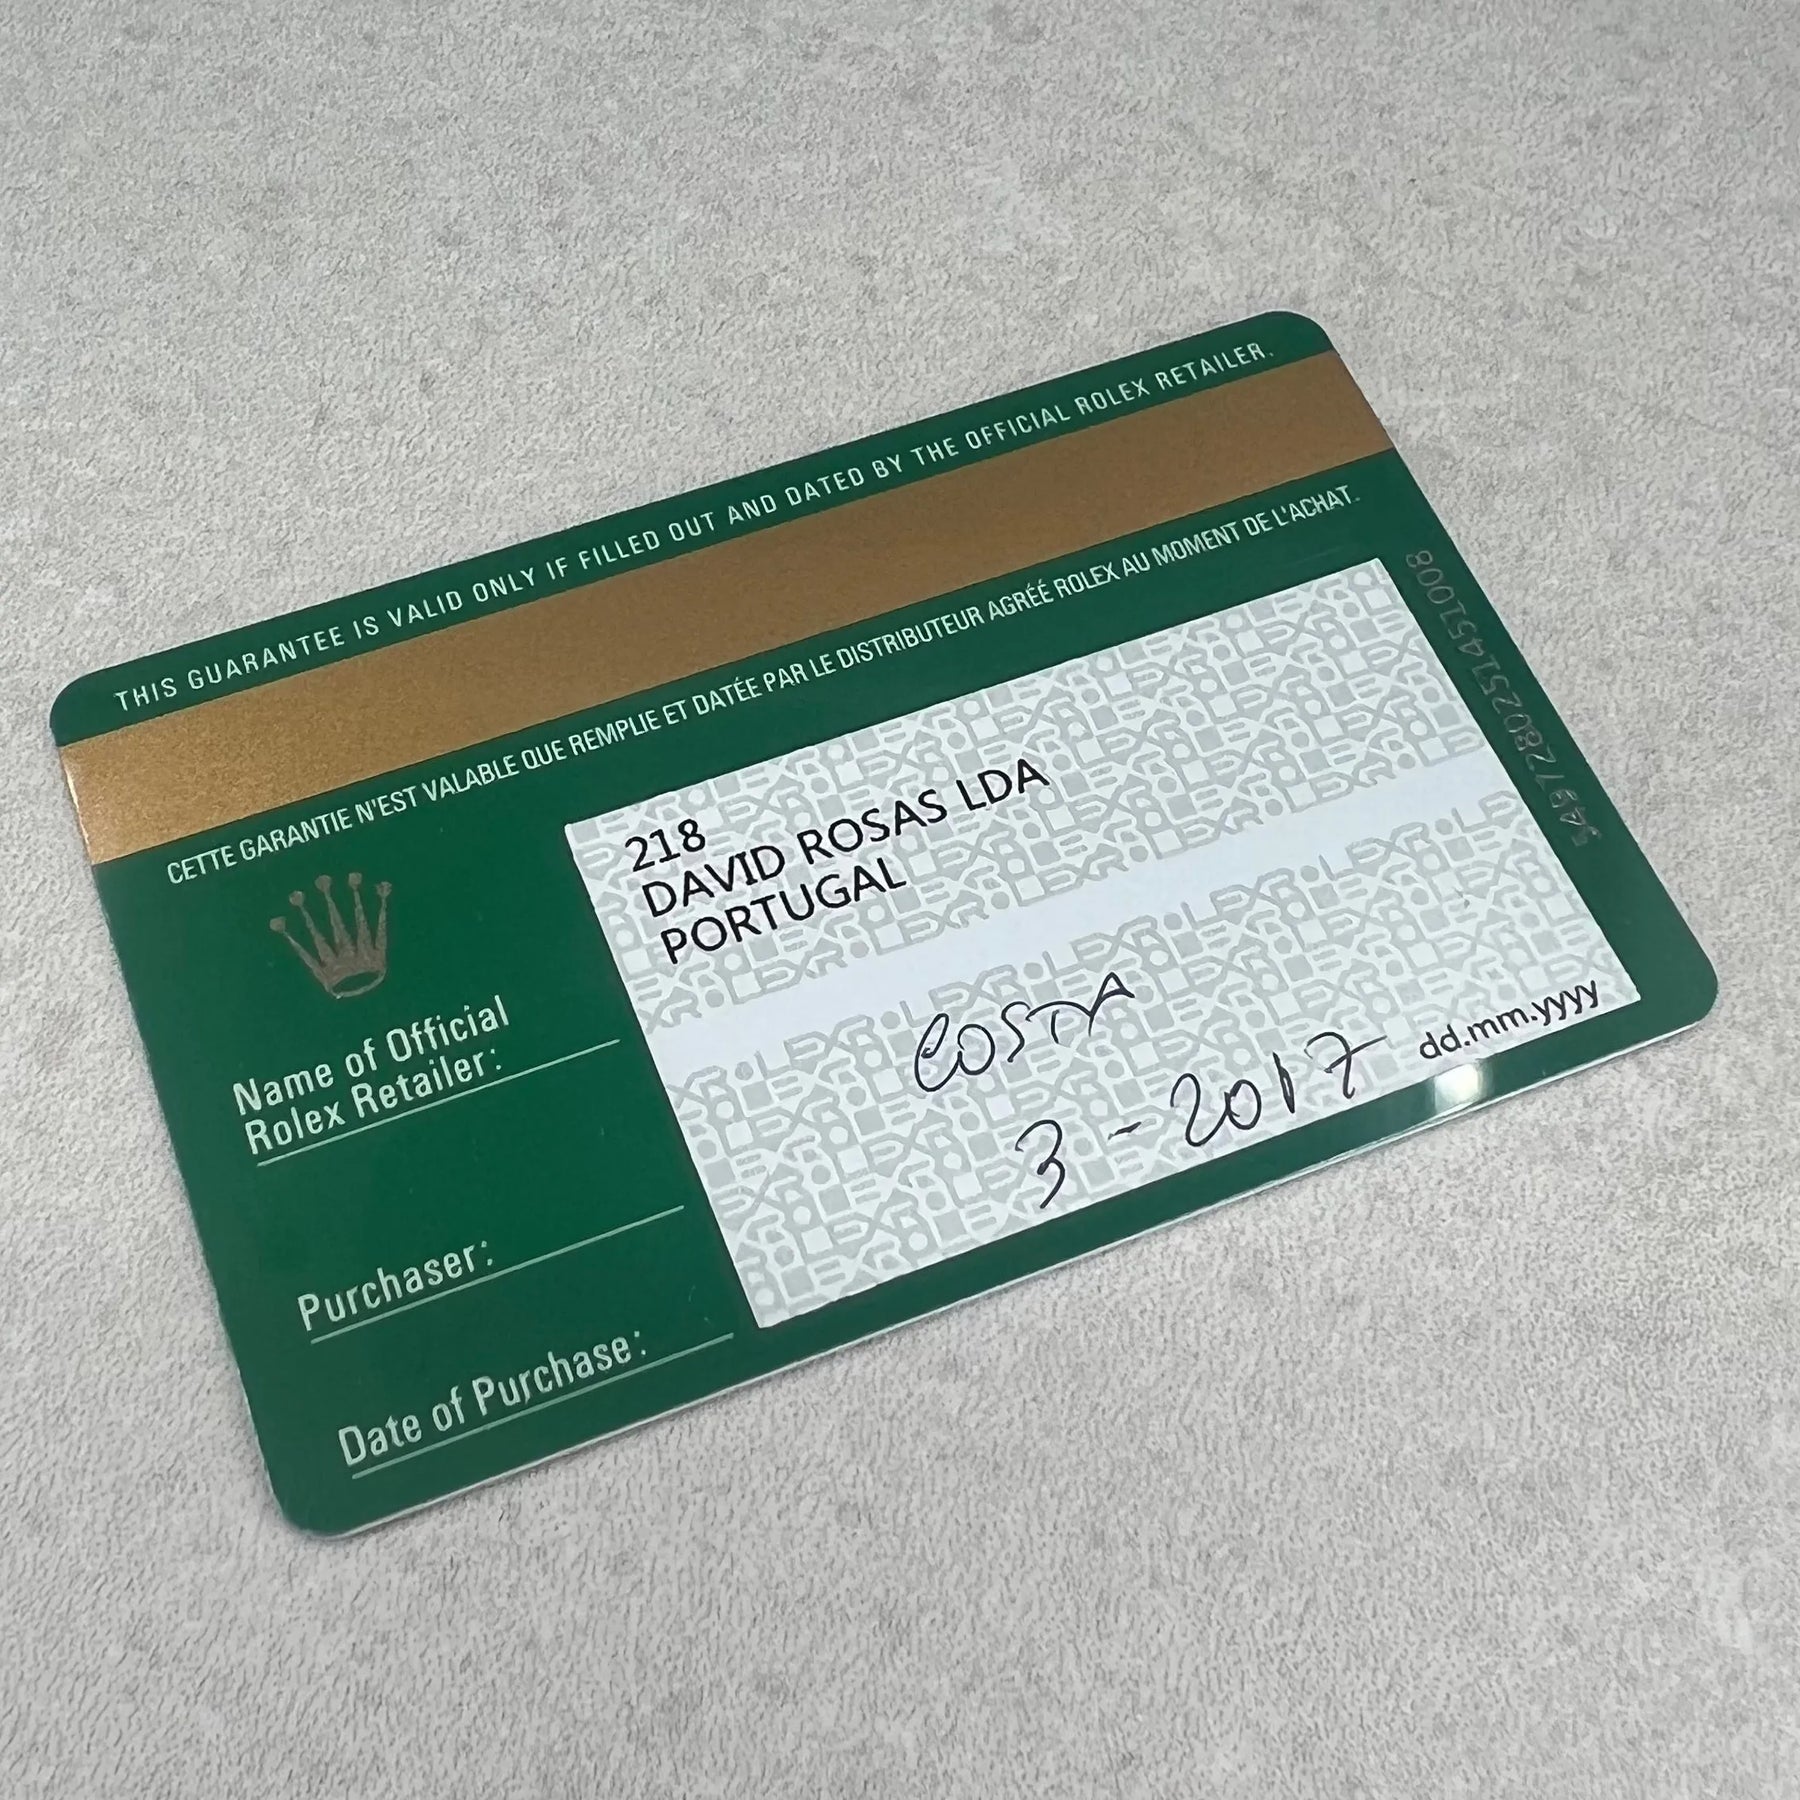 THIS GUARANTEE IS VALID ONLY IF FILLED OUT AND DATED BY THE OFFICIAL ROLEX RETAILER.
CETTE GARANTIE N'EST VALABLE QUE REMPLIE ET DATÉE PAR LE DISTRIBUTEUR AGRÉÉ ROLEX AU MOMENT DE L'ACHAT.
218
DAVID ROSAS LDA
PORTUGAL
Name of Official
Rolex Retailer:
Purchaser:
COSTA
Date of Purchase:
3-2017
dd.mm.yyyy